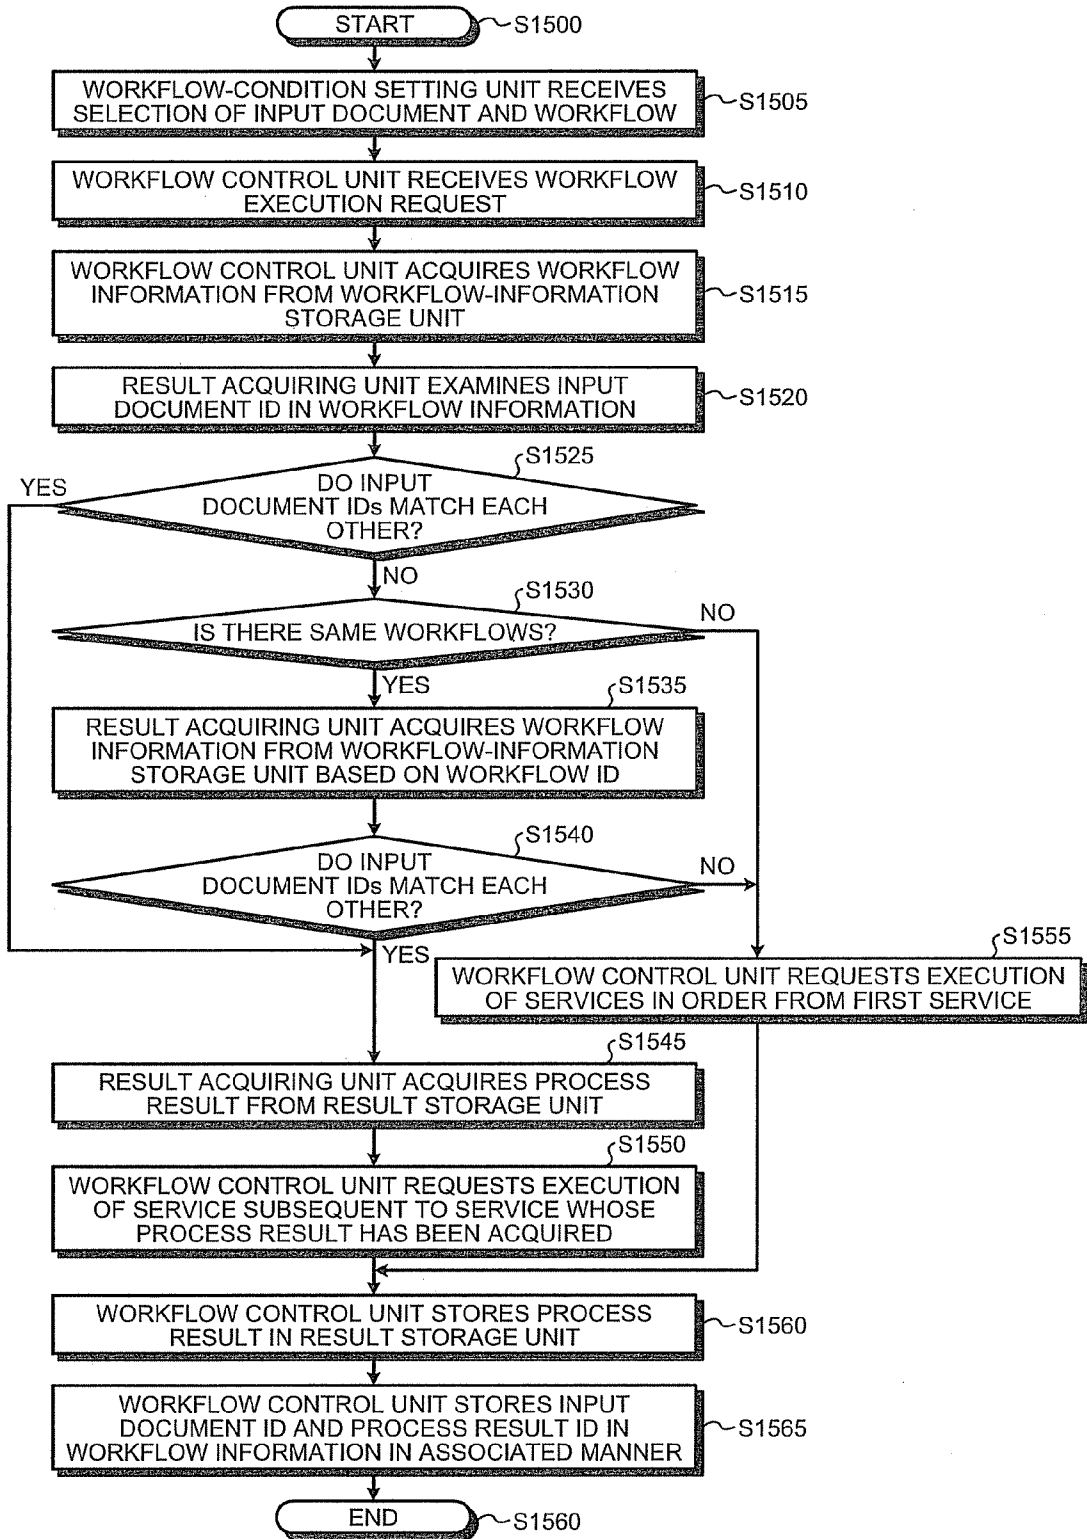 START
S1500
WORKFLOW-CONDITION SETTING UNIT RECEIVES
SELECTION OF INPUT DOCUMENT AND WORKFLOW
S1505
WORKFLOW CONTROL UNIT RECEIVES WORKFLOW
EXECUTION REQUEST
S1510
WORKFLOW CONTROL UNIT ACQUIRES WORKFLOW
INFORMATION FROM WORKFLOW-INFORMATION
STORAGE UNIT
S1515
RESULT ACQUIRING UNIT EXAMINES INPUT
DOCUMENT ID IN WORKFLOW INFORMATION
S1520
S1525
YES
DO INPUT
DOCUMENT IDs MATCH EACH
OTHER?
NO
S1530
NO
IS THERE SAME WORKFLOWS?
YES
S1535
RESULT ACQUIRING UNIT ACQUIRES WORKFLOW
INFORMATION FROM WORKFLOW-INFORMATION
STORAGE UNIT BASED ON WORKFLOW ID
S1540
DO INPUT
DOCUMENT IDs MATCH EACH
OTHER?
NO
YES
S1555
WORKFLOW CONTROL UNIT REQUESTS EXECUTION
OF SERVICES IN ORDER FROM FIRST SERVICE
S1545
RESULT ACQUIRING UNIT ACQUIRES PROCESS
RESULT FROM RESULT STORAGE UNIT
S1550
WORKFLOW CONTROL UNIT REQUESTS EXECUTION
OF SERVICE SUBSEQUENT TO SERVICE WHOSE
PROCESS RESULT HAS BEEN ACQUIRED
WORKFLOW CONTROL UNIT STORES PROCESS
RESULT IN RESULT STORAGE UNIT
S1560
WORKFLOW CONTROL UNIT STORES INPUT
DOCUMENT ID AND PROCESS RESULT ID IN
WORKFLOW INFORMATION IN ASSOCIATED MANNER
S1565
END
S1560